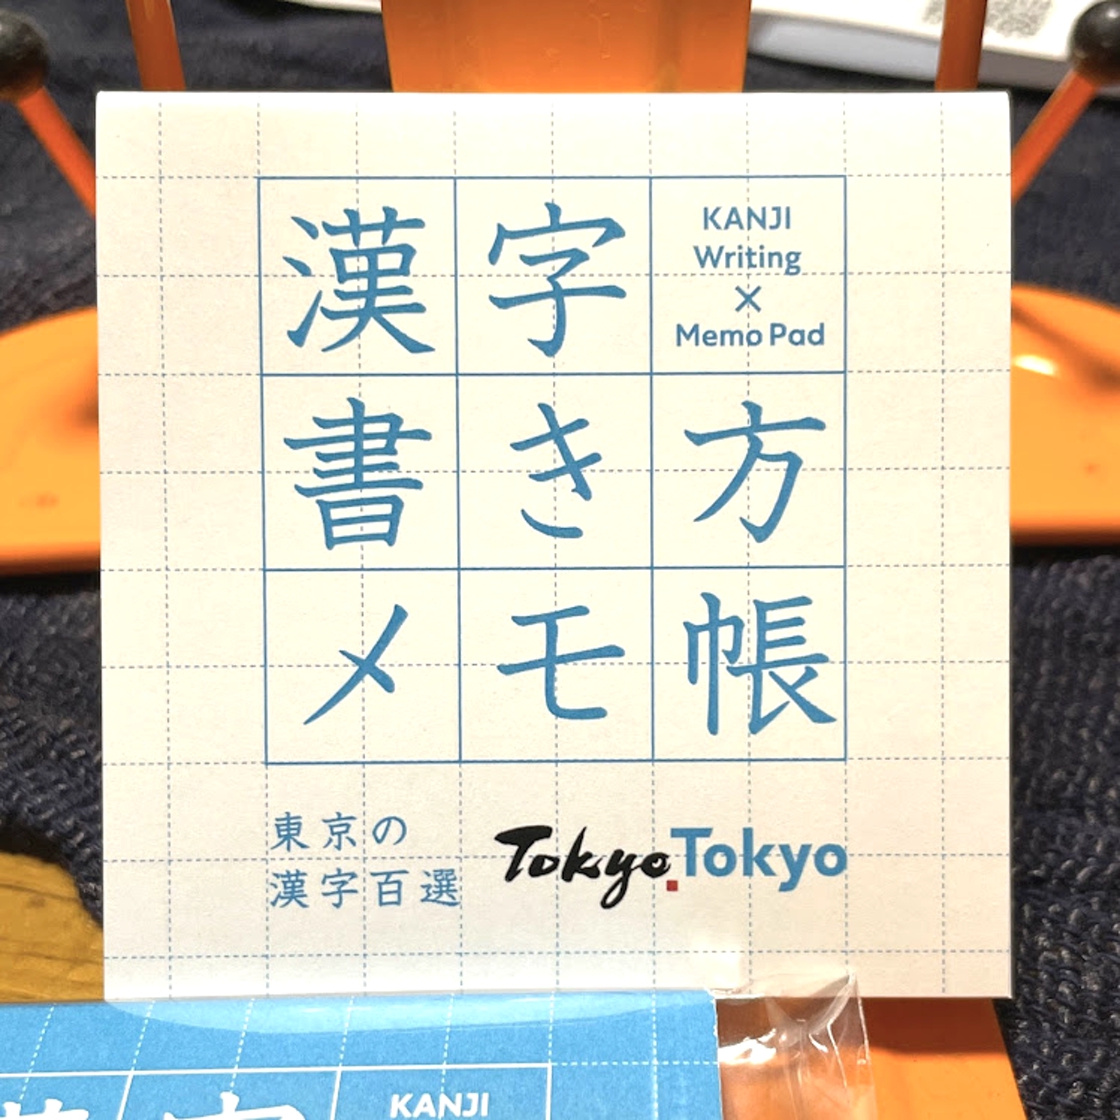 漢字
KANJI
Writing
×
Memo Pad
書き方
メモ帳
東京の
漢字百選
Tokyo Tokyo
KANJI